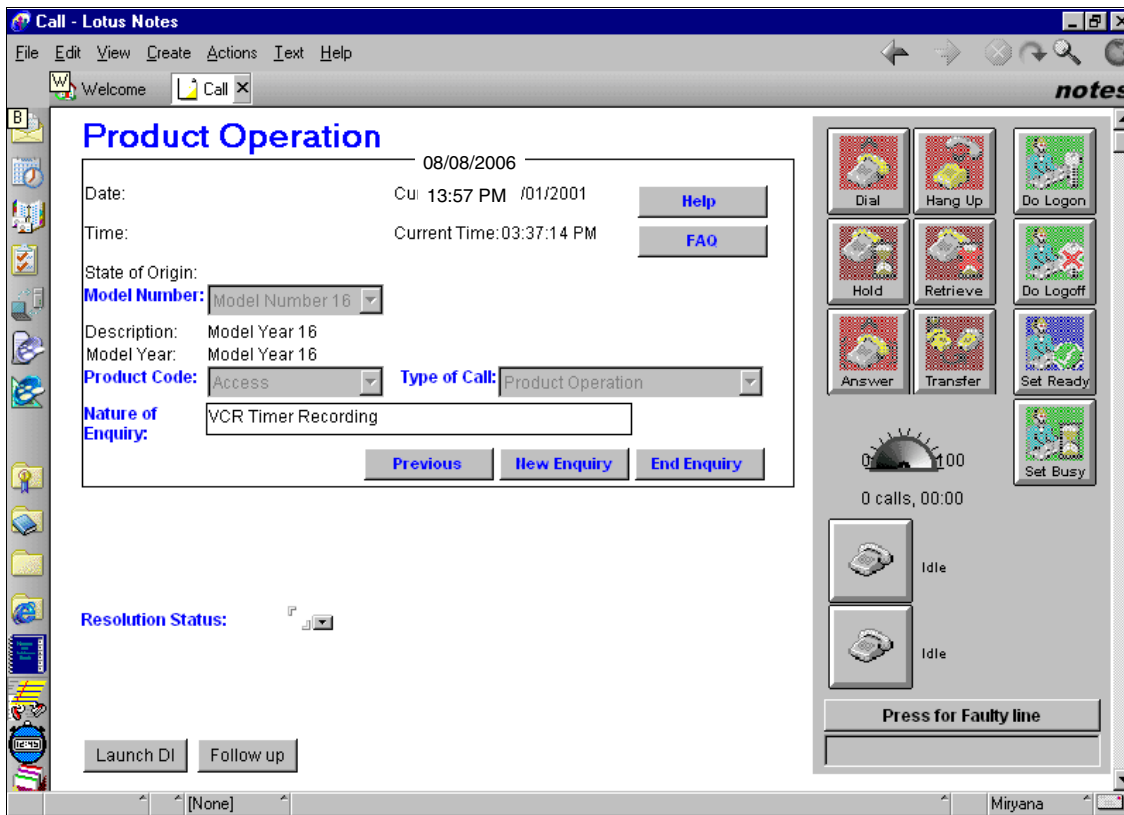 Call - Lotus Notes
File Edit View Create Actions Text Help
W Welcome Call
notes
B
Product Operation
08/08/2006
Date: Cu 13:57 PM /01/2001
Help
Time: Current Time:03:37:14 PM
FAQ
State of Origin:
Model Number: Model Number 16
Description: Model Year 16
Model Year: Model Year 16
Product Code: Access Type of Call: Product Operation
Nature of Enquiry: VCR Timer Recording
Previous New Enquiry End Enquiry
Resolution Status:
Launch DI Follow up
Dial Hang Up Do Logon
Hold Retrieve Do Logoff
Answer Transfer Set Ready
Set Busy
0 100
0 calls, 00:00
Idle
Idle
Press for Faulty line
[None] Miryana